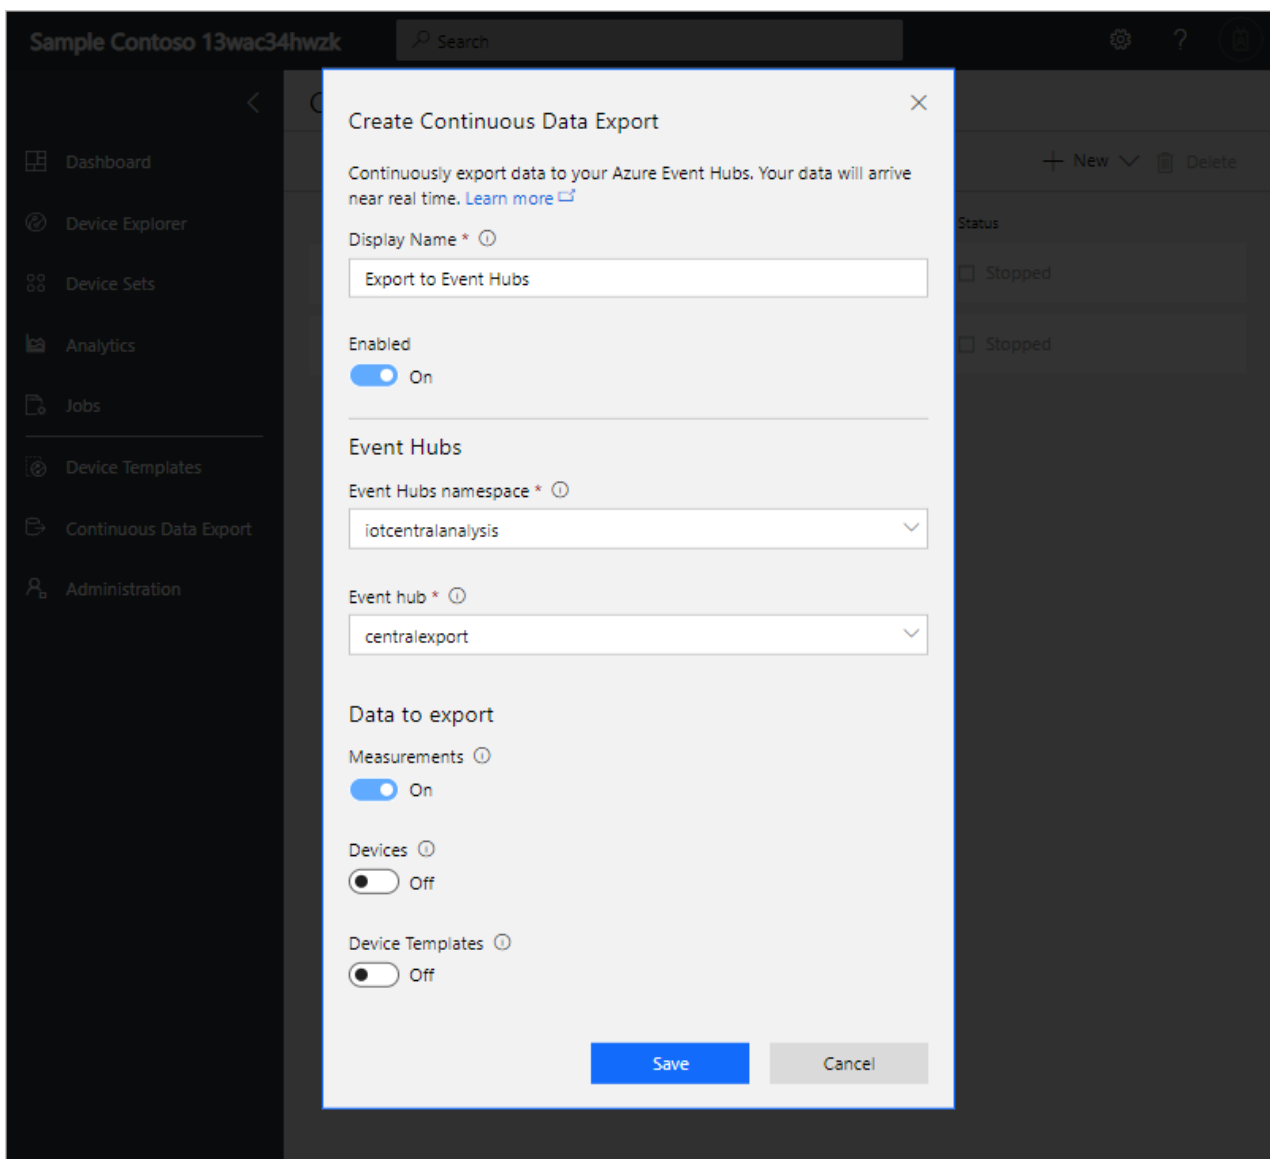 Sample Contoso 13wac34hwzk
Search
?
Dashboard
Device Explorer
Device Sets
Analytics
Jobs
Device Templates
Continuous Data Export
Administration
New
Delete
Status
Stopped
Stopped
Create Continuous Data Export
Continuously export data to your Azure Event Hubs. Your data will arrive
near real time. Learn more
Display Name *
Export to Event Hubs
Enabled
On
Event Hubs
Event Hubs namespace *
iotcentralanalysis
Event hub *
centralexport
Data to export
Measurements
On
Devices
Off
Device Templates
Off
Save
Cancel